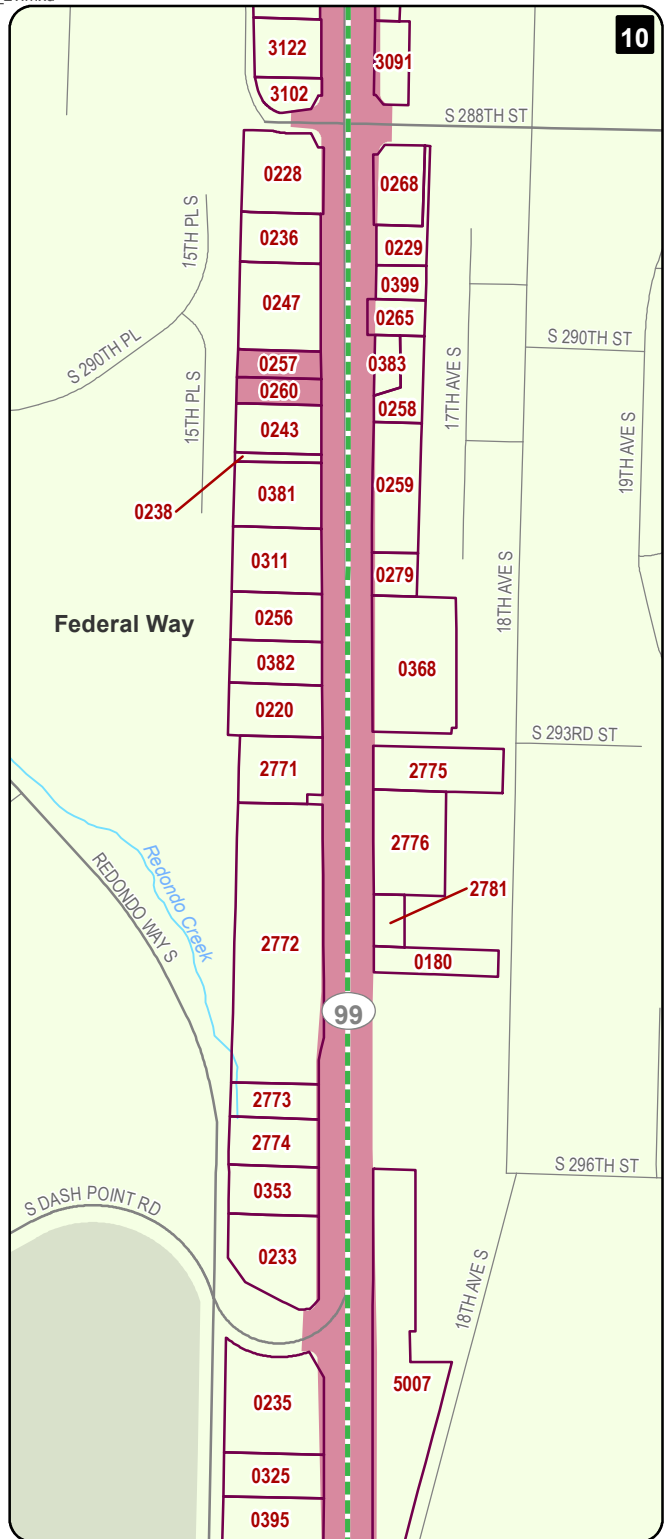 10
3122
3091
3102
S 288TH ST
0228
0268
15TH PL S
0236
0229
0399
0247
0265
S 290TH PL
S 290TH ST
0257
0383
0260
17TH AVE S
15TH PL S
0243
0258
19TH AVE S
0238
0381
0259
0311
0279
18TH AVE S
Federal Way
0256
0382
0368
0220
S 293RD ST
2771
2775
2776
REDONDO WAY S
Redondo Creek
2781
2772
0180
99
2773
2774
S 296TH ST
0353
S DASH POINT RD
0233
18TH AVE S
5007
0235
0325
0395